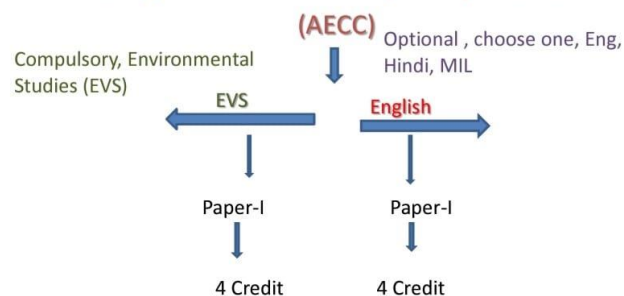 (AECC)
Optional , choose one, Eng,
Hindi, MIL
Compulsory, Environmental
Studies (EVS)
EVS
English
Paper-I
Paper-I
4 Credit
4 Credit